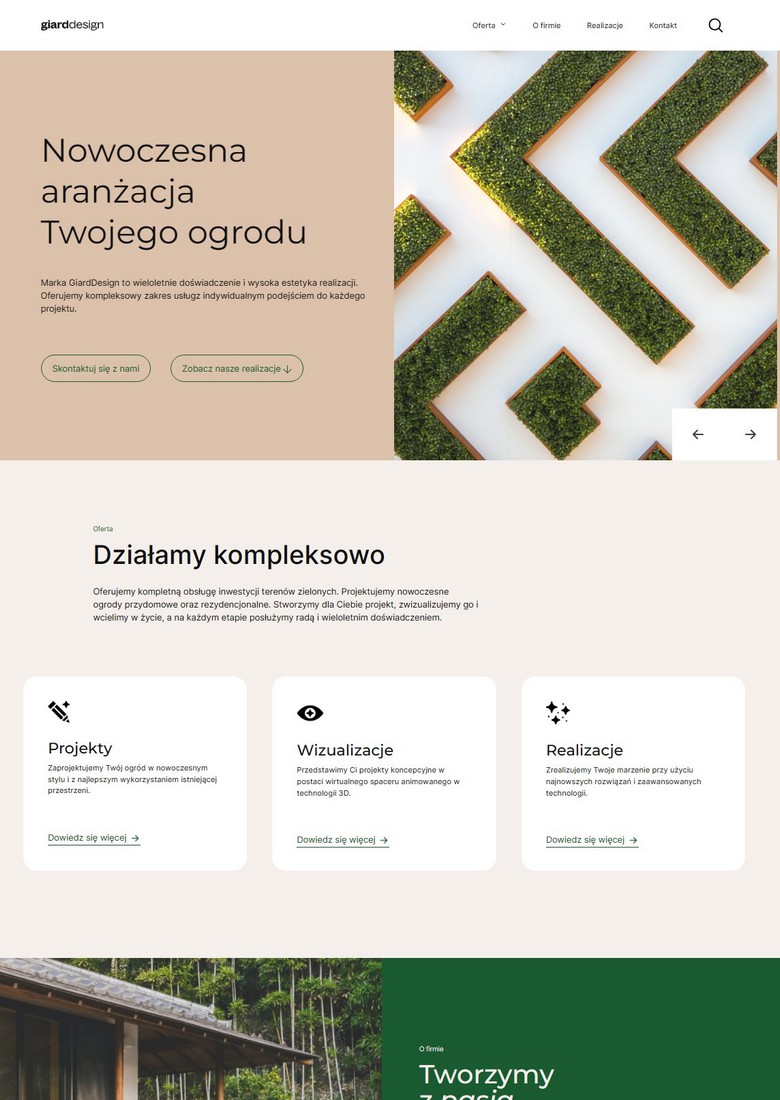 giarddesign
Oferta
O firmie
Realizacje
Kontakt
Nowoczesna
aranżacja
Twojego ogrodu
Marka GiardDesign to wieloletnie doświadczenie i wysoka estetyka realizacji.
Oferujemy kompleksowy zakres usługz indywidualnym podejściem do każdego
projektu.
Skontaktuj się z nami
Zobacz nasze realizacje
Oferta
Działamy kompleksowo
Oferujemy kompletną obsługę inwestycji terenów zielonych. Projektujemy nowoczesne
ogrody przydomowe oraz rezydencjonalne. Stworzymy dla Ciebie projekt, zwizualizujemy go i
wcielimy w życie, a na każdym etapie posłużymy radą i wieloletnim doświadczeniem.
Projekty
Zaprojektujemy Twój ogród w nowoczesnym
stylu i z najlepszym wykorzystaniem istniejącej
przestrzeni.
Dowiedz się więcej
Wizualizacje
Przedstawimy Ci projekty koncepcyjne w
postaci wirtualnego spaceru animowanego w
technologii 3D.
Dowiedz się więcej
Realizacje
Zrealizujemy Twoje marzenie przy użyciu
najnowszych rozwiązań i zaawansowanych
technologii.
Dowiedz się więcej
O firmie
Tworzymy
z pasją